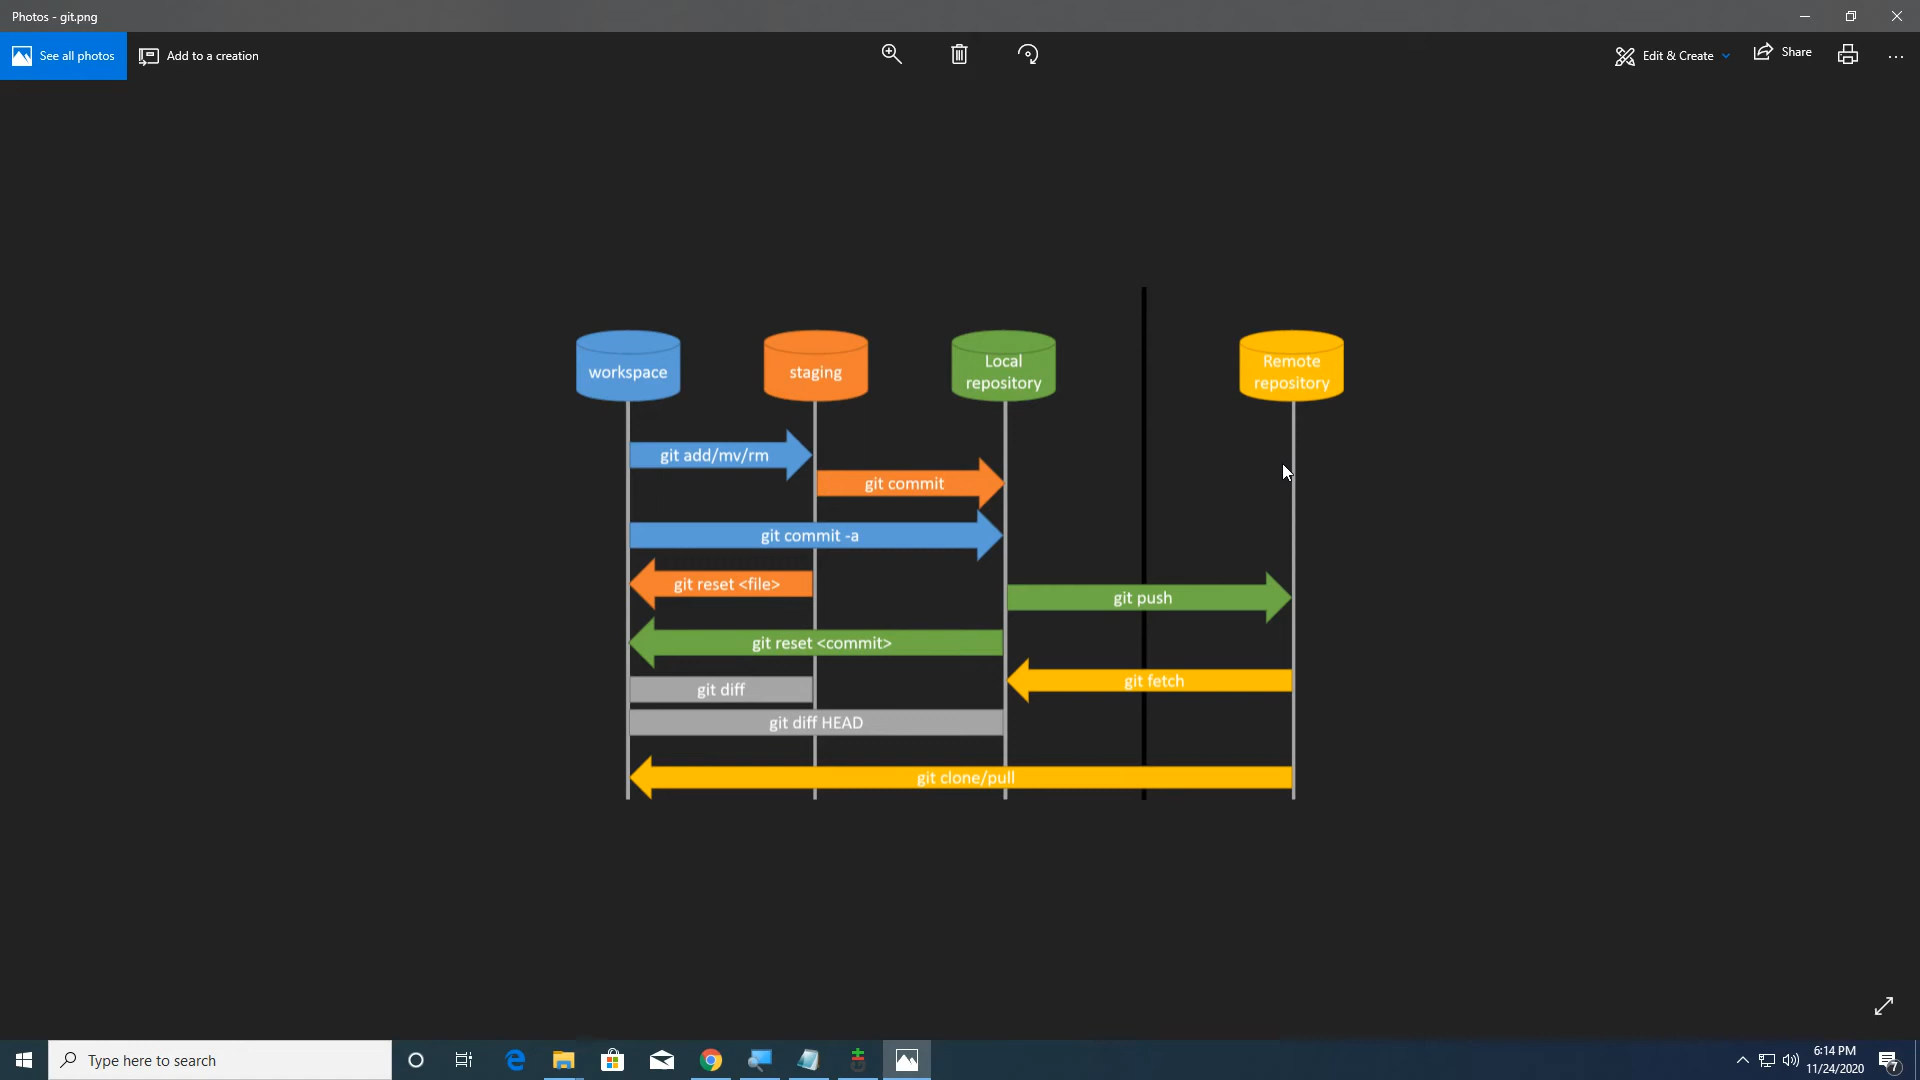 Photos - git.png
See all photos
Add to a creation
Edit & Create
Share
workspace
staging
Local
repository
Remote
repository
git add/mv/rm
git commit
git commit -a
git reset <file>
git push
git reset <commit>
git fetch
git diff
git diff HEAD
git clone/pull
Type here to search
6:14 PM
11/24/2020
7